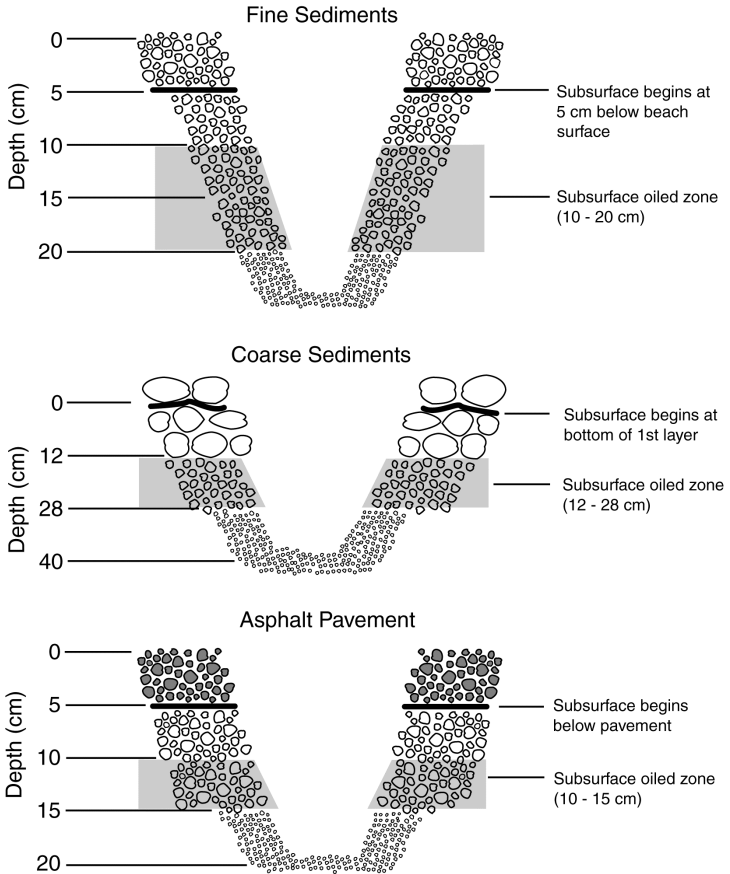 Fine Sediments
0
5
10
15
20
Depth (cm)
Subsurface begins at
5 cm below beach
surface
Subsurface oiled zone
(10 - 20 cm)
Coarse Sediments
0
12
28
40
Depth (cm)
Subsurface begins at
bottom of 1st layer
Subsurface oiled zone
(12 - 28 cm)
Asphalt Pavement
0
5
10
15
20
Depth (cm)
Subsurface begins
below pavement
Subsurface oiled zone
(10 - 15 cm)